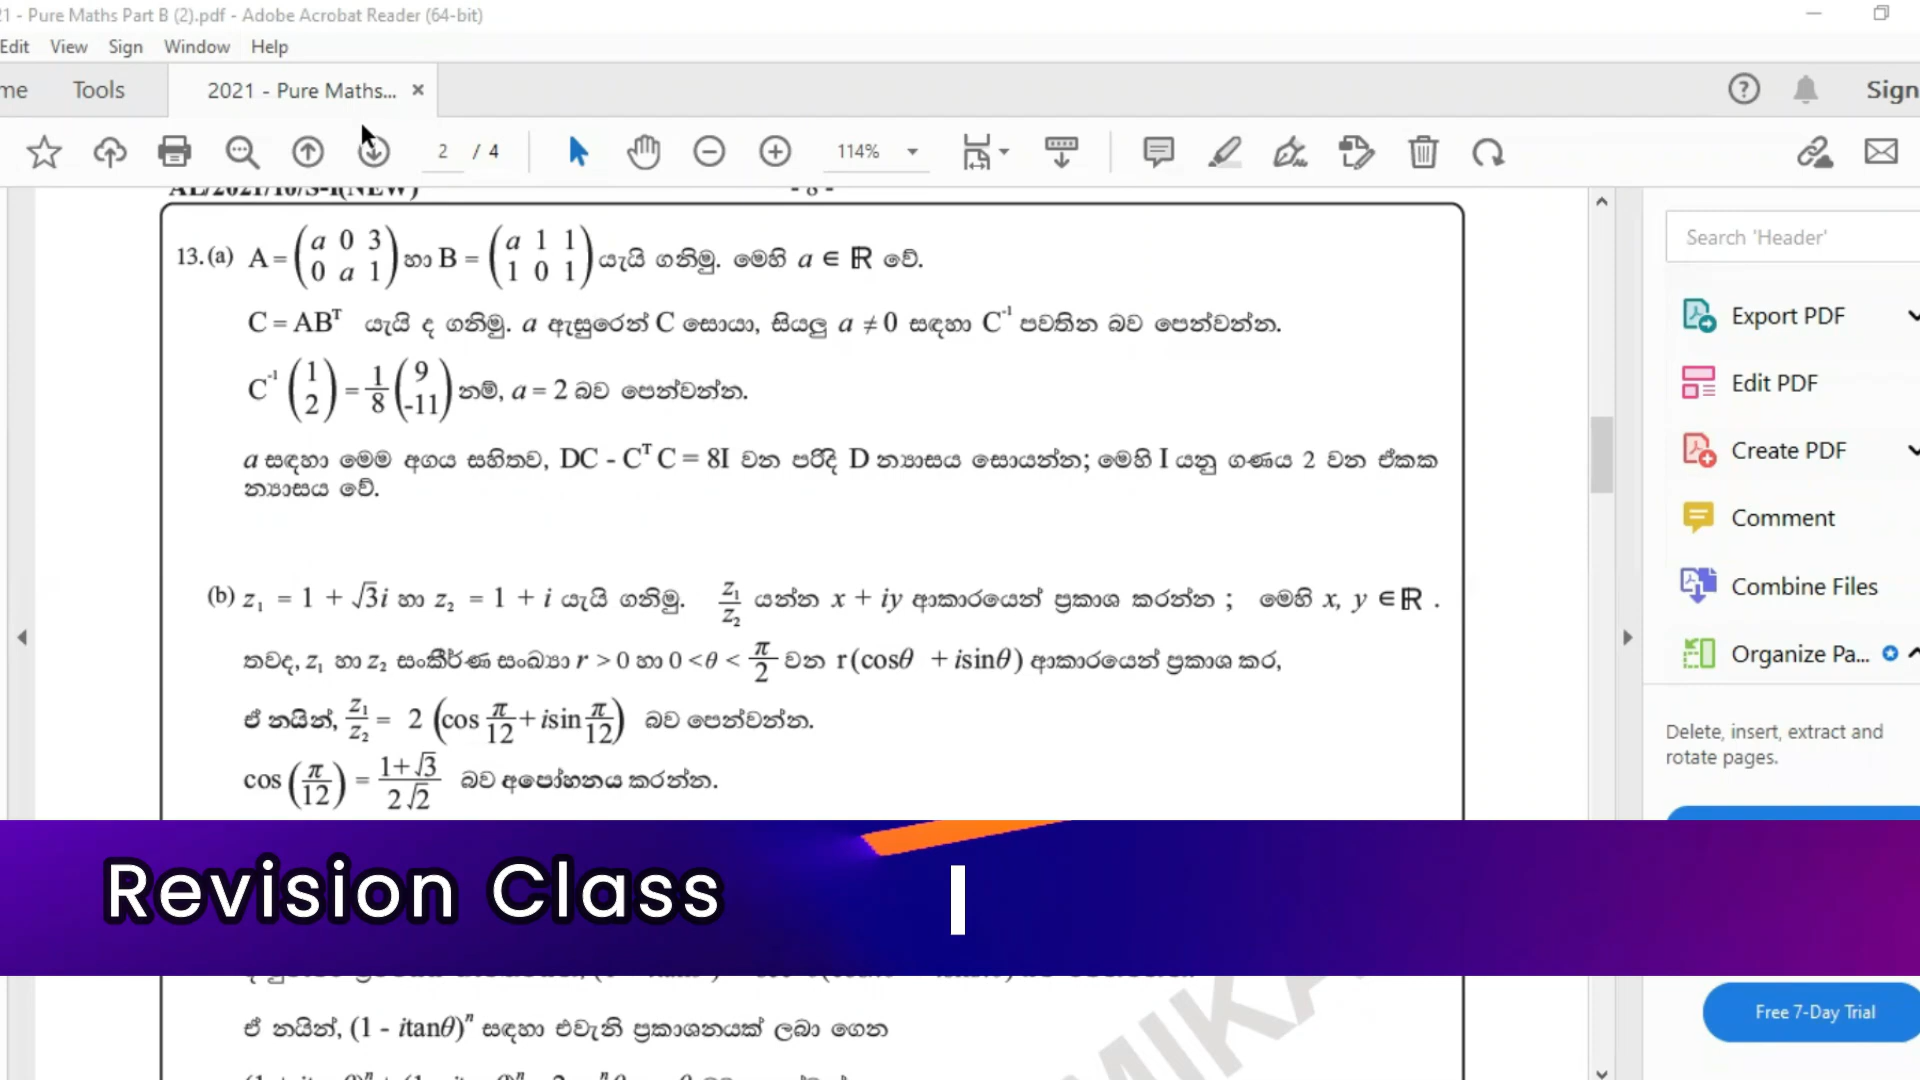 21 - Pure Maths Part B (2).pdf - Adobe Acrobat Reader (64-bit)
Edit View Sign Window Help
me Tools 2021 - Pure Maths... × Sign
2 / 4 114%
AL/2021/10/S-I(NEW) - 8 -
13.(a) A = (a 0 3 / 0 a 1) හා B = (a 1 1 / 1 0 1) යැයි ගනිමු. මෙහි a ∈ ℝ වේ.
C = ABᵀ යැයි ද ගනිමු. a ඇසුරෙන් C සොයා, සියලු a ≠ 0 සඳහා C⁻¹ පවතින බව පෙන්වන්න.
C⁻¹ (1 / 2) = 1/8 (9 / -11) නම්, a = 2 බව පෙන්වන්න.
a සඳහා මෙම අගය සහිතව, DC - Cᵀ C = 8I වන පරිදි D න්‍යාසය සොයන්න; මෙහි I යනු ගණය 2 වන ඒකක
න්‍යාසය වේ.
(b) z₁ = 1 + √3i හා z₂ = 1 + i යැයි ගනිමු. z₁/z₂ යන්න x + iy ආකාරයෙන් ප්‍රකාශ කරන්න ; මෙහි x, y ∈ ℝ .
තවද, z₁ හා z₂ සංකීර්ණ සංඛ්‍යා r > 0 හා 0 < θ < π/2 වන r(cosθ + isinθ) ආකාරයෙන් ප්‍රකාශ කර,
ඒ නයින්, z₁/z₂ = 2 (cos π/12 + isin π/12) බව පෙන්වන්න.
cos (π/12) = 1+√3 / 2√2 බව අපෝහනය කරන්න.
Revision Class I
ඒ නයින්, (1 - itanθ)ⁿ සඳහා එවැනි ප්‍රකාශනයක් ලබා ගෙන
MIKA
Search 'Header'
Export PDF
Edit PDF
Create PDF
Comment
Combine Files
Organize Pa...
Delete, insert, extract and
rotate pages.
Free 7-Day Trial